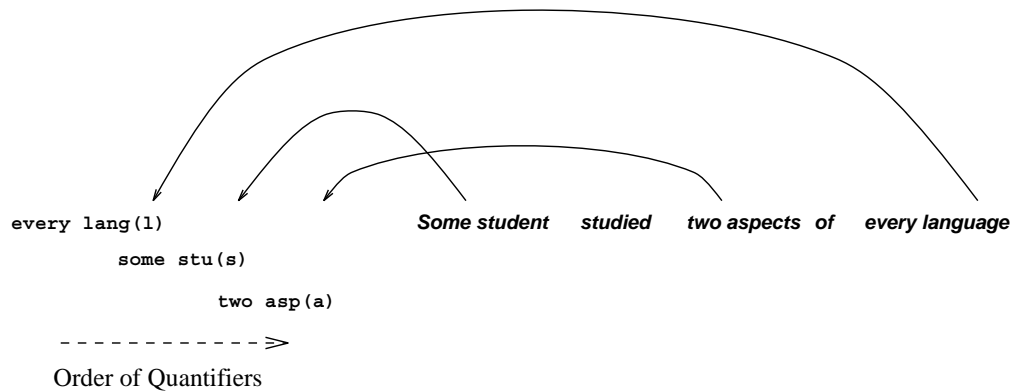 every lang(l) Some student studied two aspects of every language
some stu(s)
two asp(a)
Order of Quantifiers